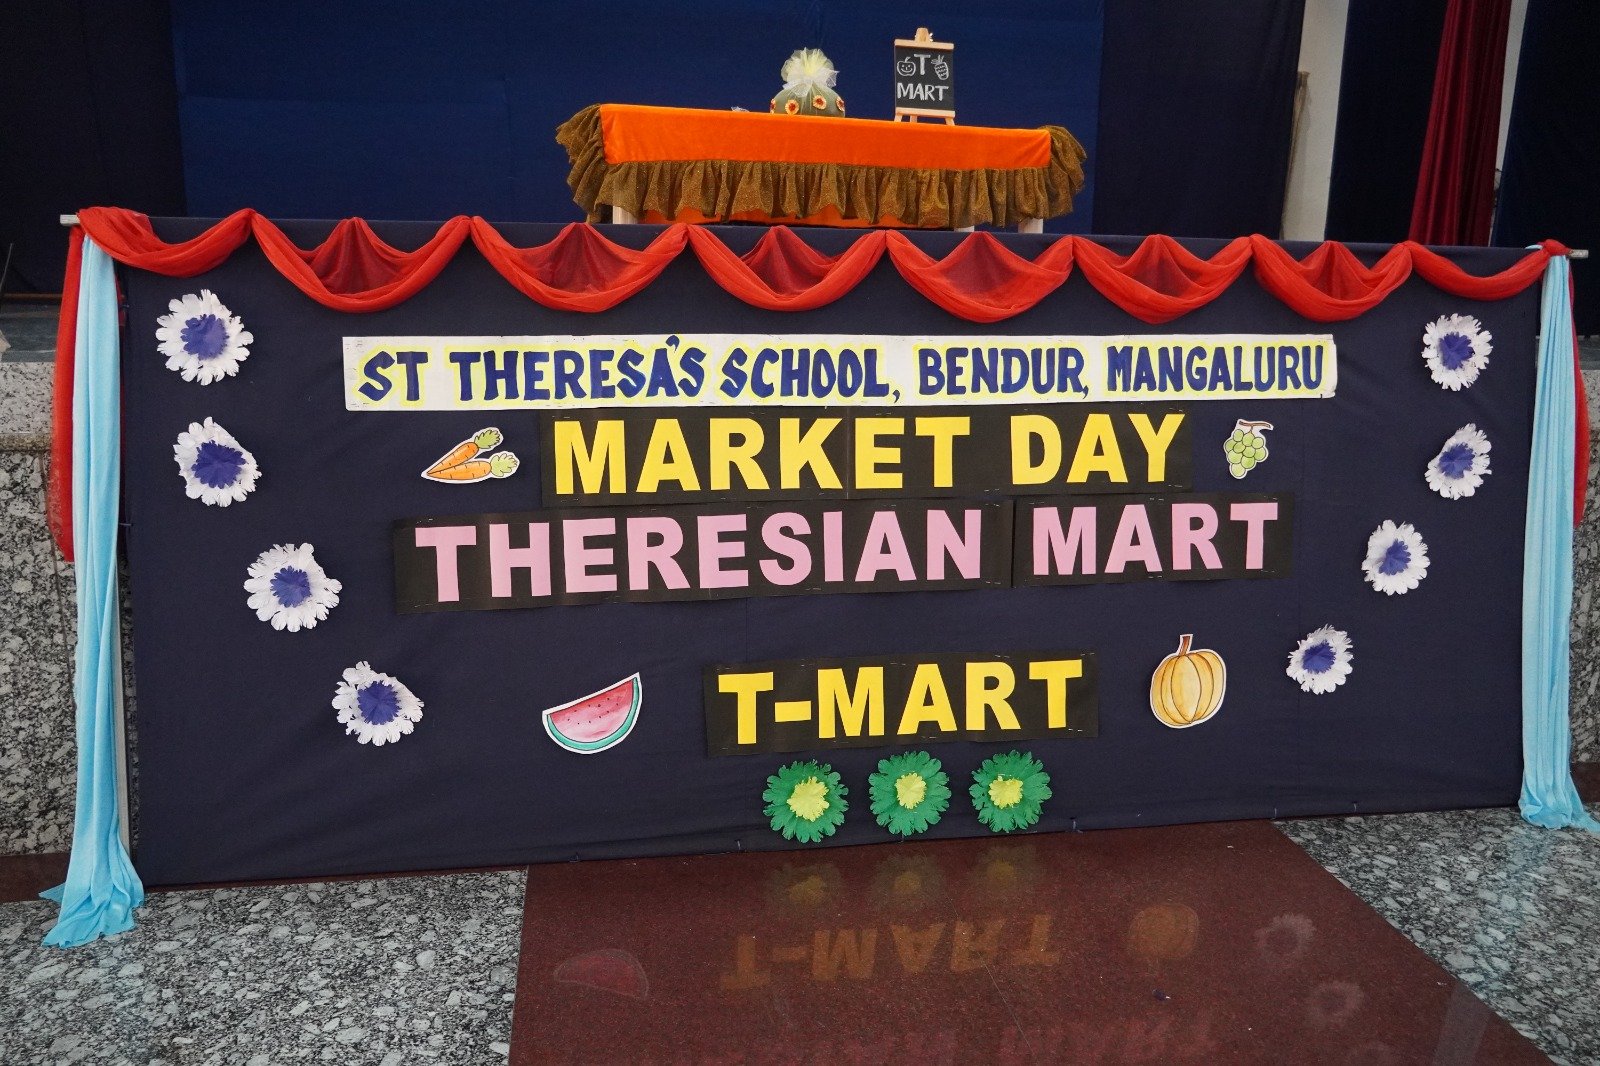 T
MART
ST THERESA'S SCHOOL, BENDUR, MANGALURU
MARKET DAY
THERESIAN MART
T-MART